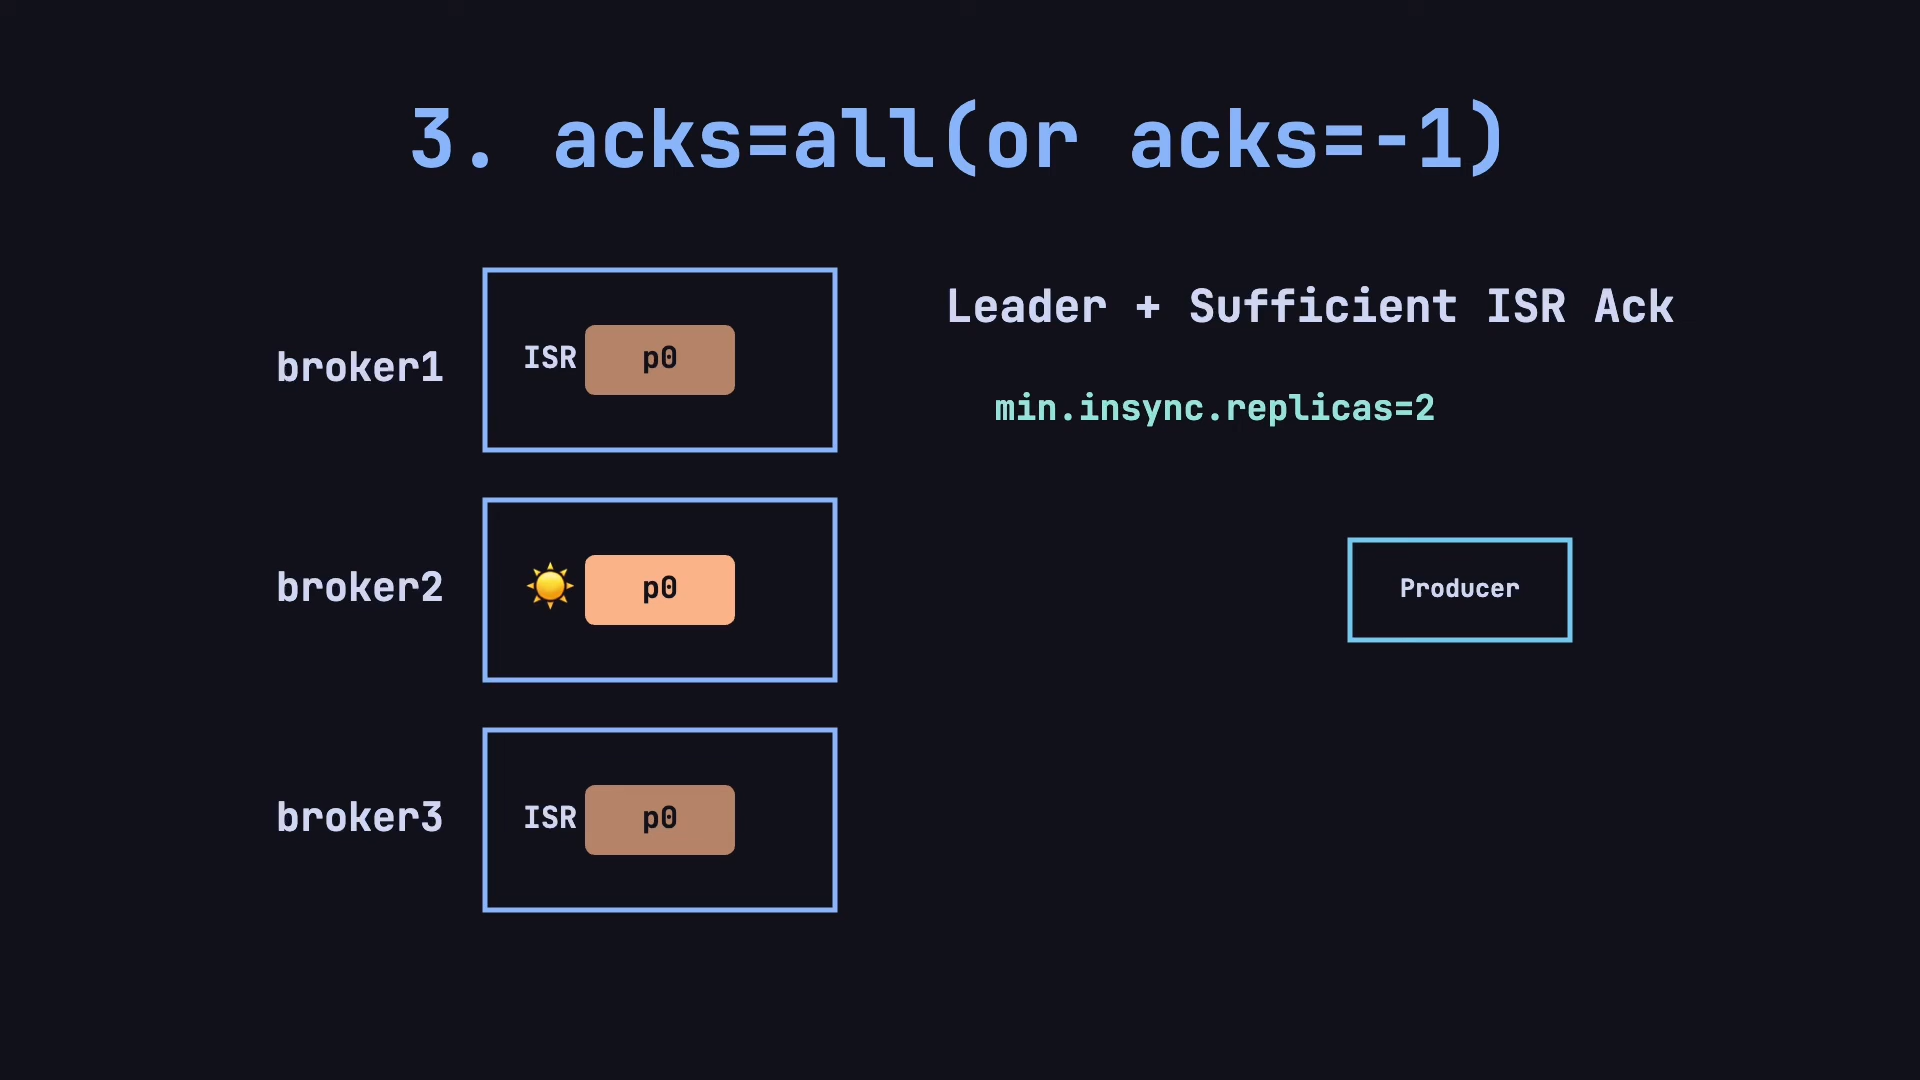 3. acks=all(or acks=-1)
Leader + Sufficient ISR Ack
min.insync.replicas=2
broker1
ISR
p0
broker2
p0
Producer
broker3
ISR
p0